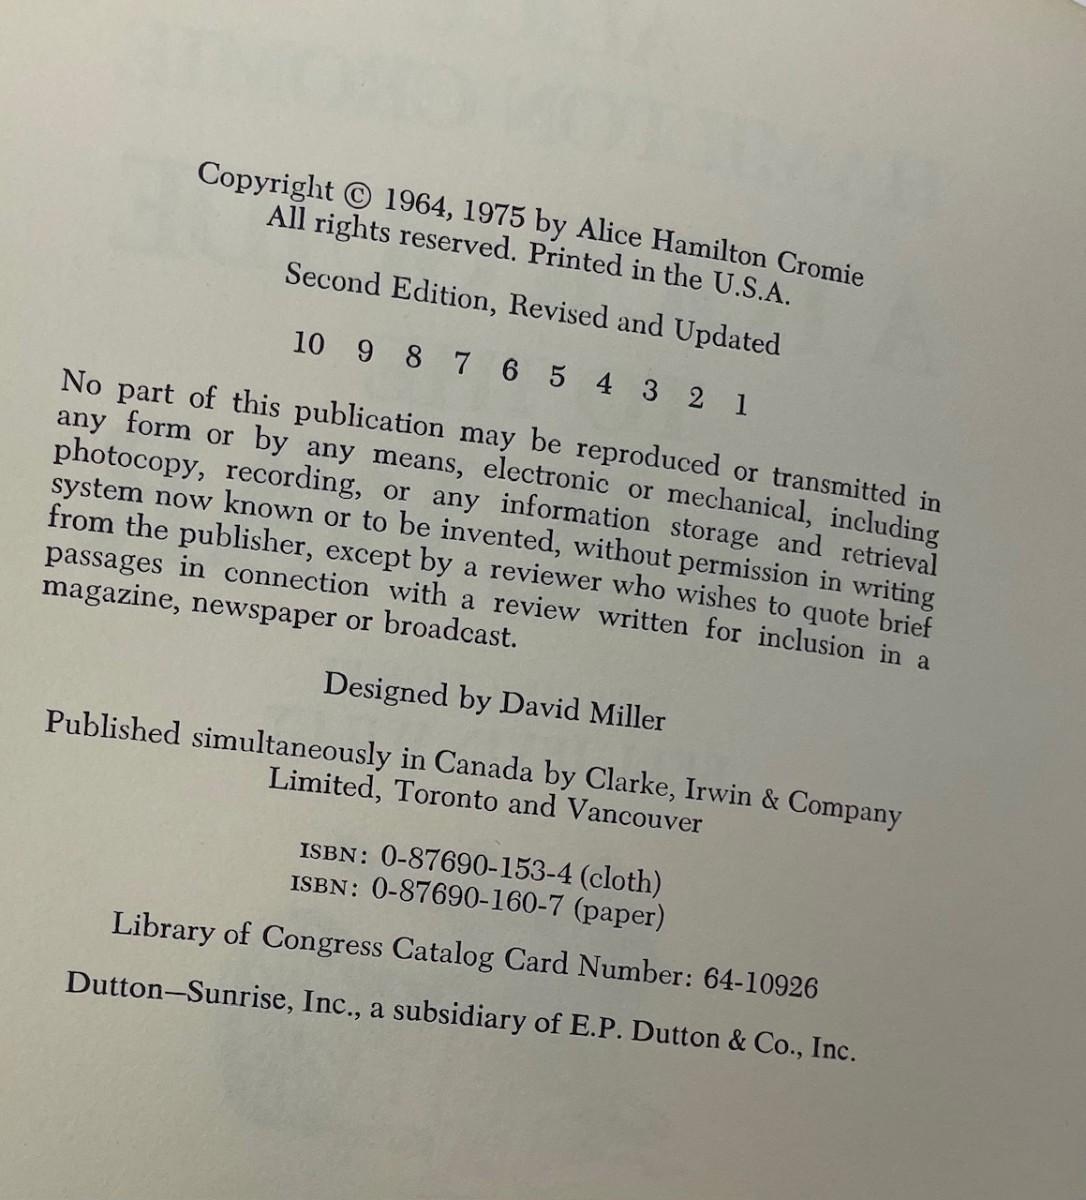 Copyright © 1964, 1975 by Alice Hamilton Cromie
All rights reserved. Printed in the U.S.A.
Second Edition, Revised and Updated
10 9 8 7 6 5 4 3 2 1
No part of this publication may be reproduced or transmitted in
any form or by any means, electronic or mechanical, including
photocopy, recording, or any information storage and retrieval
system now known or to be invented, without permission in writing
from the publisher, except by a reviewer who wishes to quote brief
passages in connection with a review written for inclusion in a
magazine, newspaper or broadcast.
Designed by David Miller
Published simultaneously in Canada by Clarke, Irwin & Company
Limited, Toronto and Vancouver
ISBN: 0-87690-153-4 (cloth)
ISBN: 0-87690-160-7 (paper)
Library of Congress Catalog Card Number: 64-10926
Dutton—Sunrise, Inc., a subsidiary of E.P. Dutton & Co., Inc.